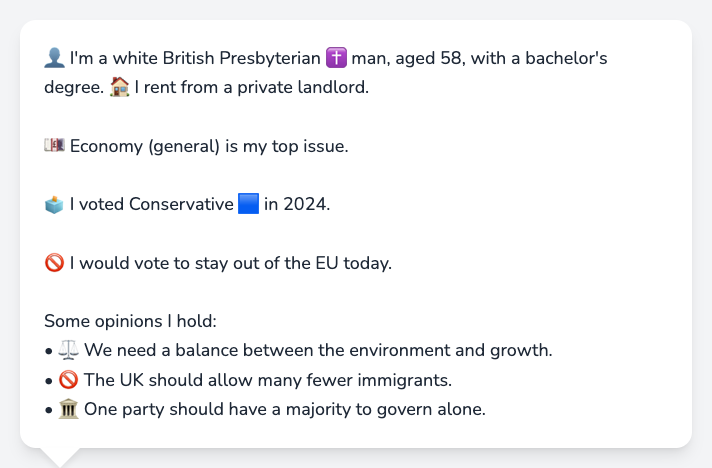 👤 I'm a white British Presbyterian ✝️ man, aged 58, with a bachelor's
degree. 🏠 I rent from a private landlord.
💷 Economy (general) is my top issue.
🗳️ I voted Conservative 🟦 in 2024.
🚫 I would vote to stay out of the EU today.
Some opinions I hold:
• ⚖️ We need a balance between the environment and growth.
• 🚫 The UK should allow many fewer immigrants.
• 🏛️ One party should have a majority to govern alone.